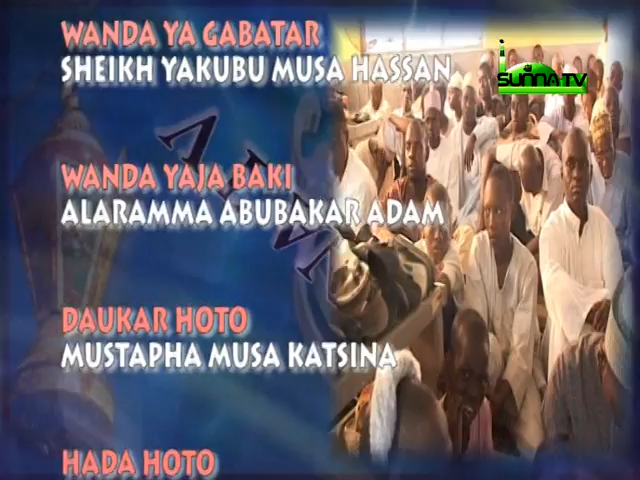 WANDA YA GABATAR
SHEIKH YAKUBU MUSA HASSAN
SUNNA TV
WANDA YAJA BAKI
ALARAMMA ABUBAKAR ADAM
DAUKAR HOTO
MUSTAPHA MUSA KATSINA
HADA HOTO